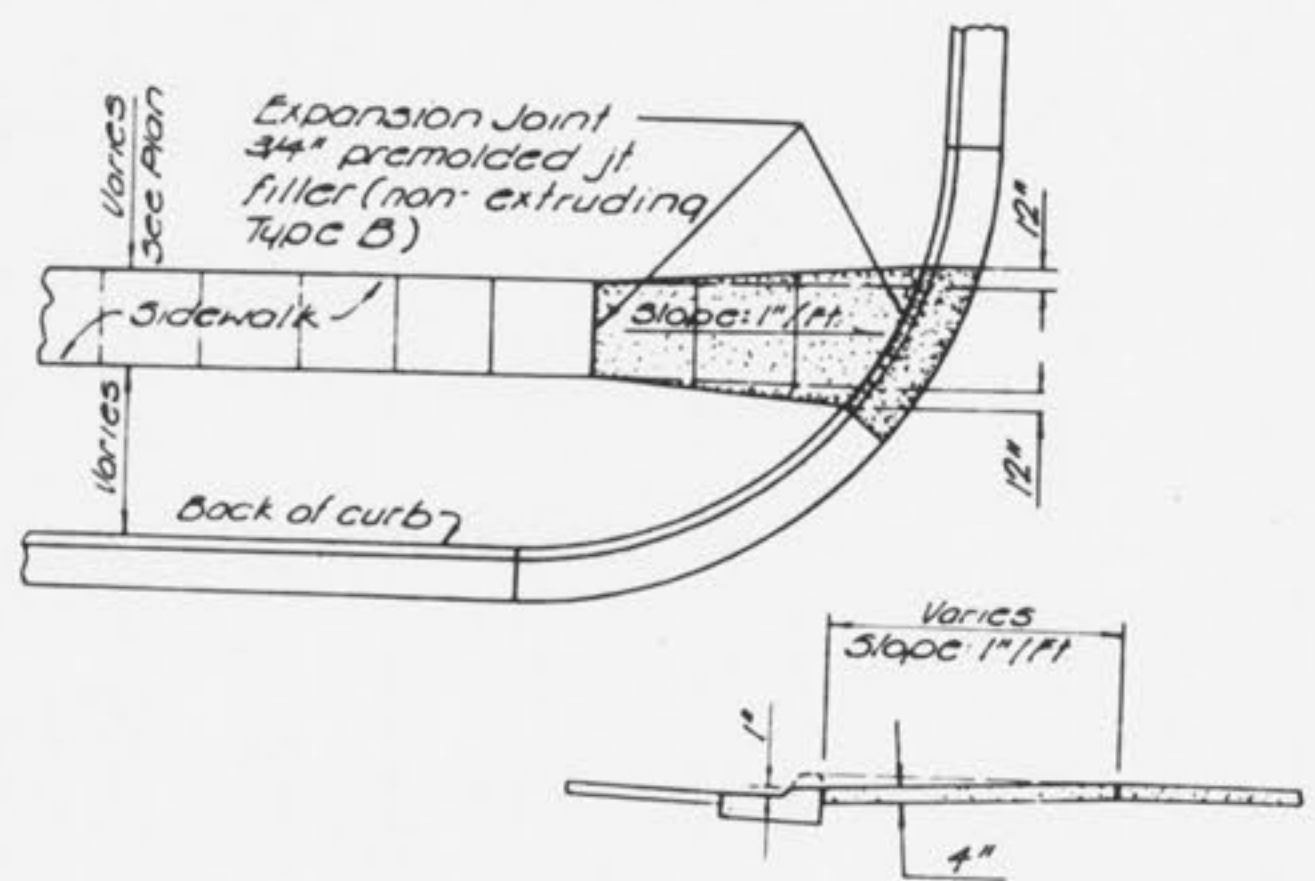 Varies
See Plan
Expansion Joint
3/4" premolded jt
filler (non-extruding
Type B)
12"
Sidewalk
Slope: 1"/ft.
Varies
12"
Back of curb
Varies
Slope: 1"/Ft
1"
4"